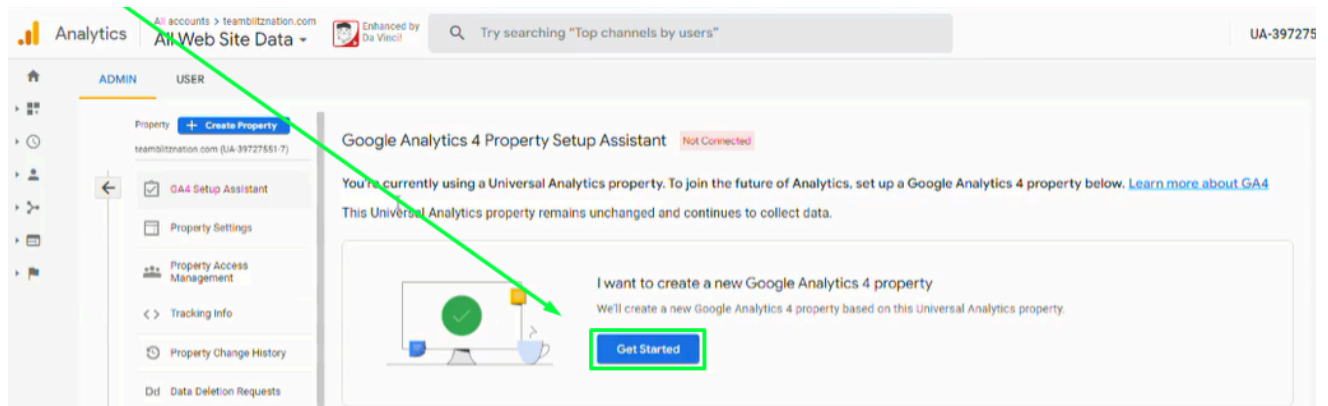 All accounts > teamblitznation.com
Analytics
All Web Site Data
Enhanced by
Da Vinci!
Try searching "Top channels by users"
UA-397275
ADMIN
USER
Property
+ Create Property
teamblitznation.com (UA-39727551-7)
GA4 Setup Assistant
Property Settings
Property Access
Management
Tracking Info
Property Change History
Dd Data Deletion Requests
Google Analytics 4 Property Setup Assistant
Not Connected
You're currently using a Universal Analytics property. To join the future of Analytics, set up a Google Analytics 4 property below. Learn more about GA4
This Universal Analytics property remains unchanged and continues to collect data.
I want to create a new Google Analytics 4 property
We'll create a new Google Analytics 4 property based on this Universal Analytics property.
Get Started